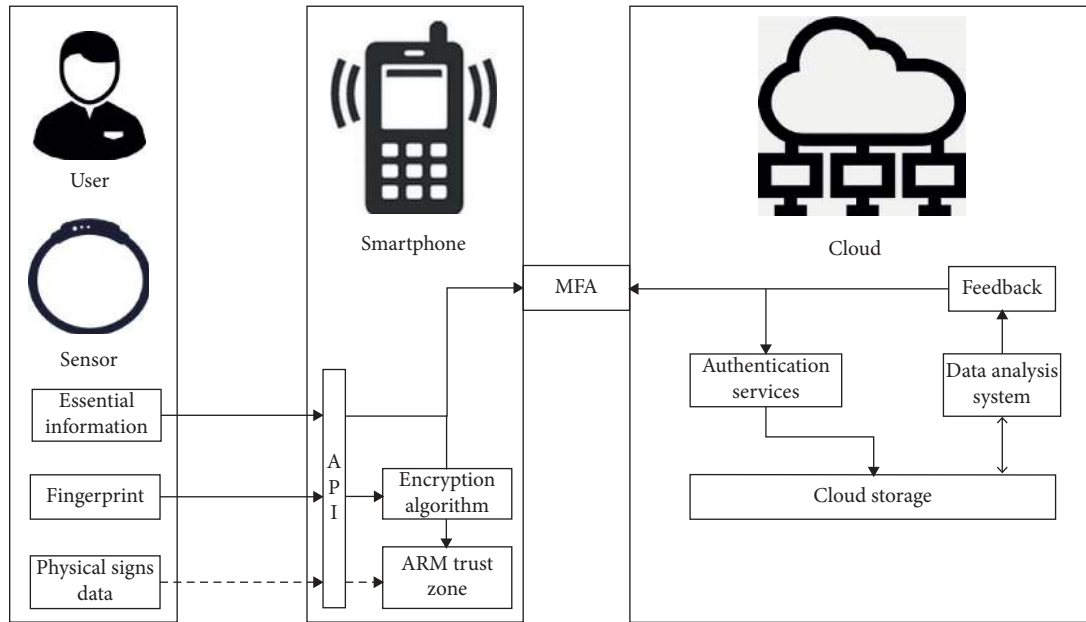 User
Sensor
Essential
information
Fingerprint
Physical signs
data
Smartphone
A
P
I
Encryption
algorithm
ARM trust
zone
MFA
Cloud
Feedback
Authentication
services
Data analysis
system
Cloud storage